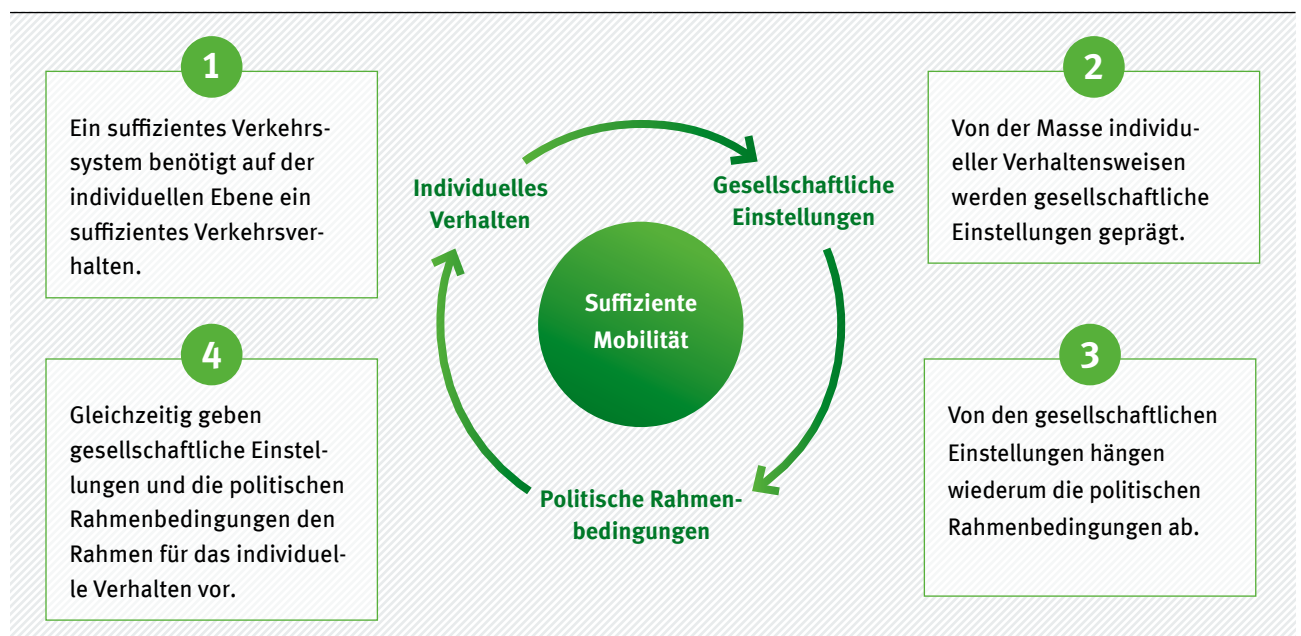 1
Ein suffizientes Verkehrs-
system benötigt auf der
individuellen Ebene ein
suffizientes Verkehrsver-
halten.
2
Von der Masse individu-
eller Verhaltensweisen
werden gesellschaftliche
Einstellungen geprägt.
Individuelles
Verhalten
Gesellschaftliche
Einstellungen
Suffiziente
Mobilität
Politische Rahmen-
bedingungen
4
Gleichzeitig geben
gesellschaftliche Einstel-
lungen und die politischen
Rahmenbedingungen den
Rahmen für das individuel-
le Verhalten vor.
3
Von den gesellschaftlichen
Einstellungen hängen
wiederum die politischen
Rahmenbedingungen ab.